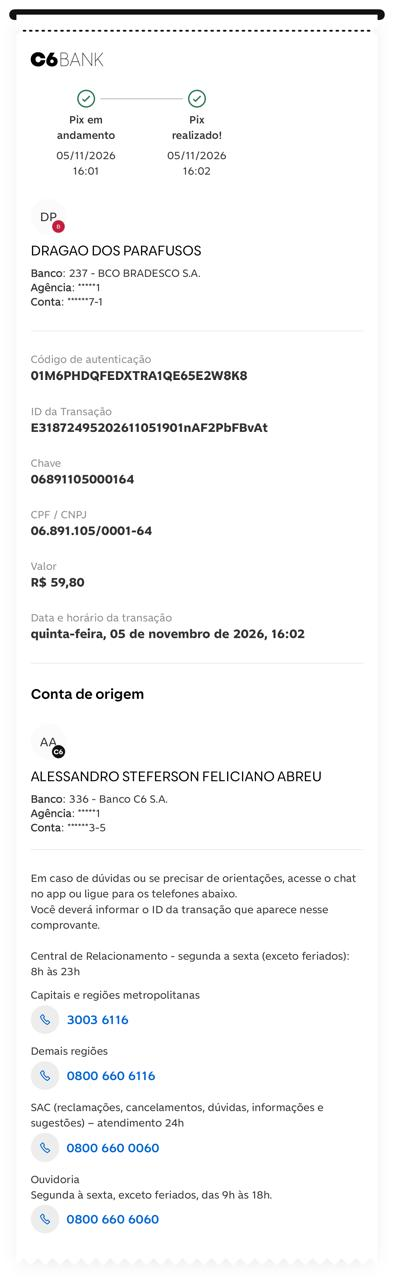 C6BANK
Pix em
andamento
05/11/2026
16:01
Pix
realizado!
05/11/2026
16:02
DP
DRAGAO DOS PARAFUSOS
Banco: 237 - BCO BRADESCO S.A.
Agência: *****1
Conta: ******7-1
Código de autenticação
01M6PHDQFEDXTRA1QE65E2W8K8
ID da Transação
E31872495202611051901nAF2PbFBvAt
Chave
06891105000164
CPF / CNPJ
06.891.105/0001-64
Valor
R$ 59,80
Data e horário da transação
quinta-feira, 05 de novembro de 2026, 16:02
Conta de origem
AA
C6
ALESSANDRO STEFERSON FELICIANO ABREU
Banco: 336 - Banco C6 S.A.
Agência: *****1
Conta: ******3-5
Em caso de dúvidas ou se precisar de orientações, acesse o chat
no app ou ligue para os telefones abaixo.
Você deverá informar o ID da transação que aparece nesse
comprovante.
Central de Relacionamento - segunda a sexta (exceto feriados):
8h às 23h
Capitais e regiões metropolitanas
3003 6116
Demais regiões
0800 660 6116
SAC (reclamações, cancelamentos, dúvidas, informações e
sugestões) – atendimento 24h
0800 660 0060
Ouvidoria
Segunda à sexta, exceto feriados, das 9h às 18h.
0800 660 6060